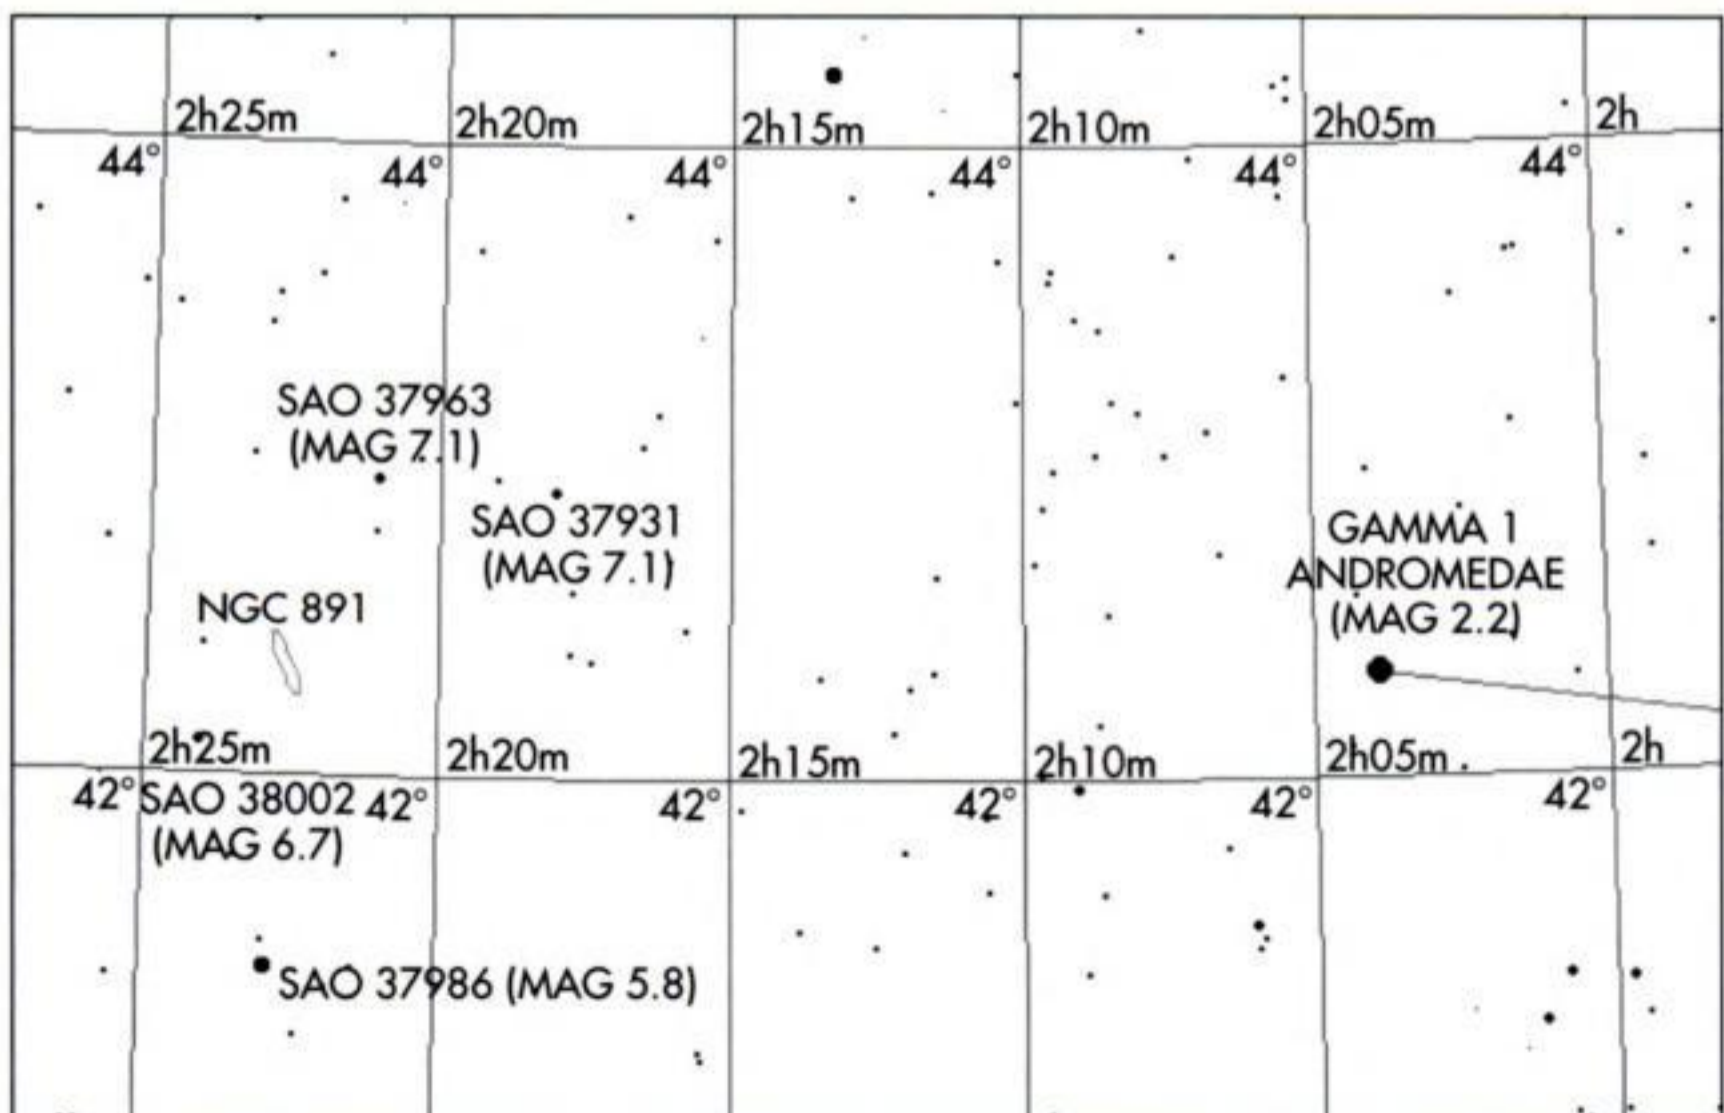 2h25m 2h20m 2h15m 2h10m 2h05m 2h
44° 44° 44° 44° 44° 44°
SAO 37963
(MAG 7.1)
SAO 37931
(MAG 7.1)
GAMMA 1
ANDROMEDAE
(MAG 2.2)
NGC 891
2h25m 2h20m 2h15m 2h10m 2h05m 2h
42° 42° 42° 42° 42° 42°
SAO 38002
(MAG 6.7)
SAO 37986 (MAG 5.8)